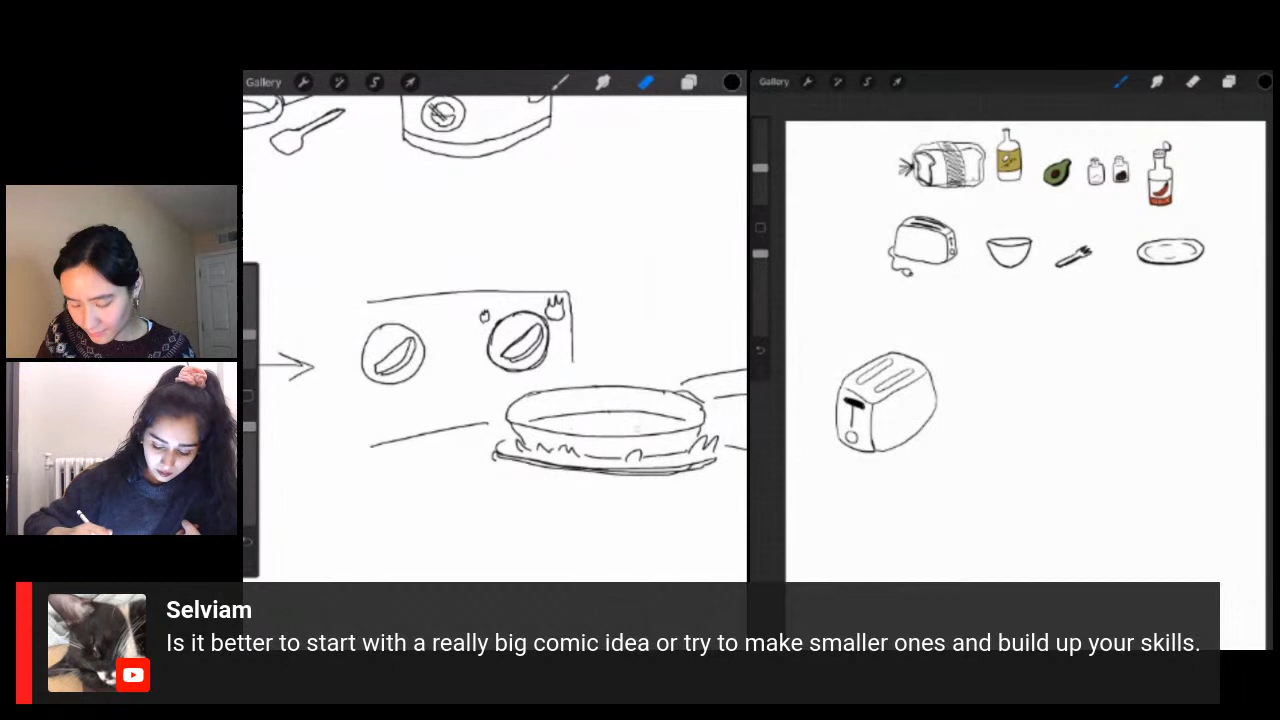 Gallery
Gallery
Selviam
Is it better to start with a really big comic idea or try to make smaller ones and build up your skills.